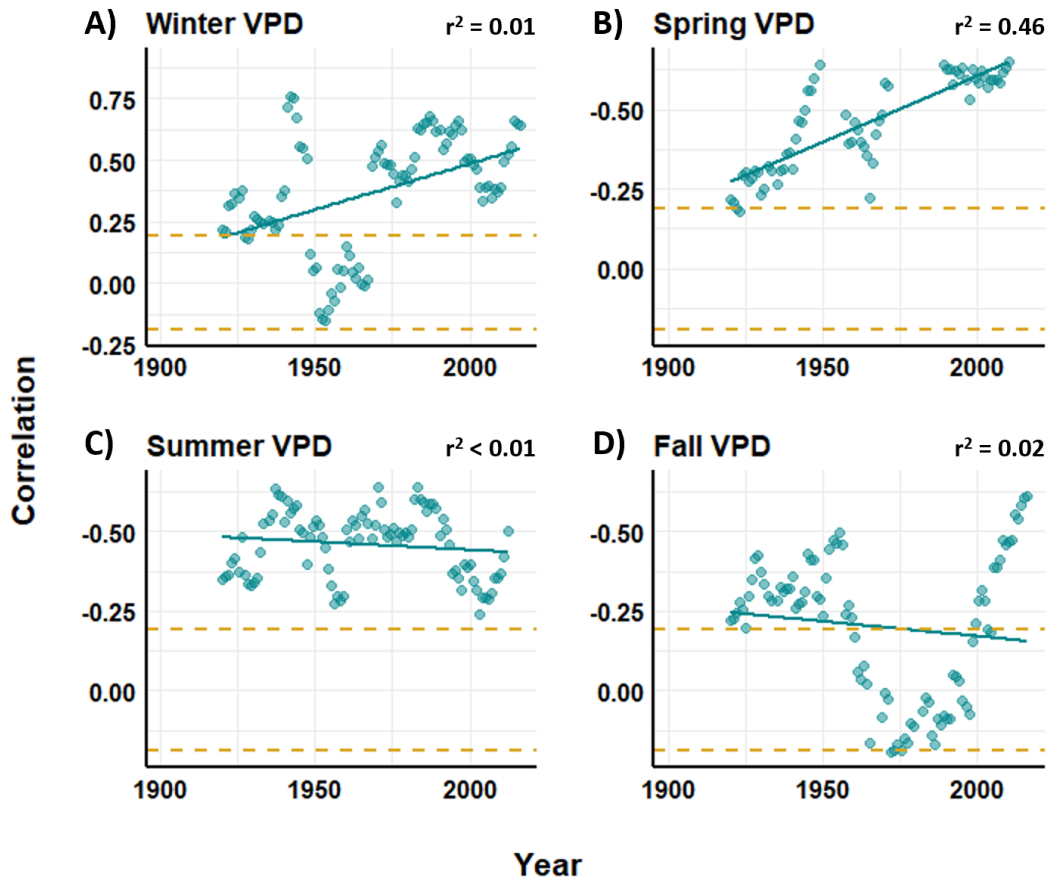 A) Winter VPD r² = 0.01
0.75
0.50
0.25
0.00
-0.25
1900 1950 2000
B) Spring VPD r² = 0.46
-0.50
-0.25
0.00
1900 1950 2000
C) Summer VPD r² < 0.01
-0.50
-0.25
0.00
1900 1950 2000
D) Fall VPD r² = 0.02
-0.50
-0.25
0.00
1900 1950 2000
Correlation
Year